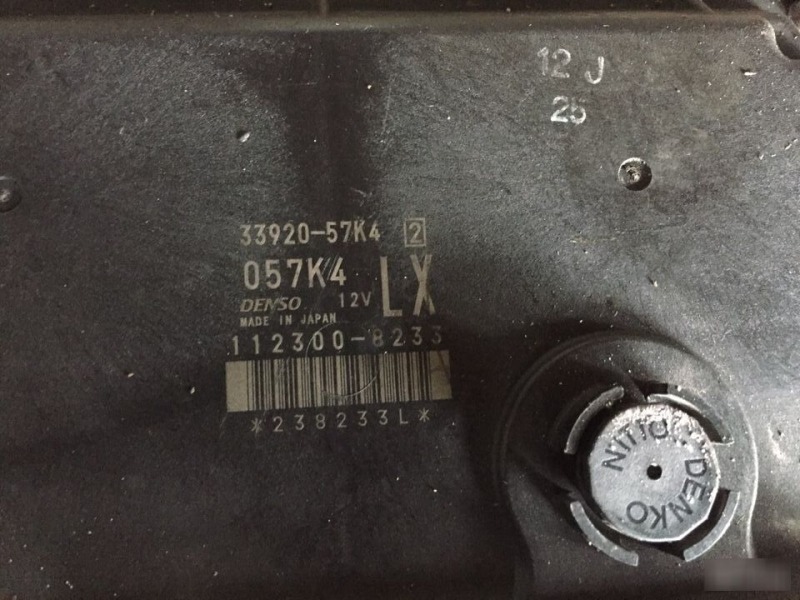 12 J
25
33920-57K4 2
057K4 LX
DENSO 12V
MADE IN JAPAN
112300-8233
*238233L*
NITTO DENKO